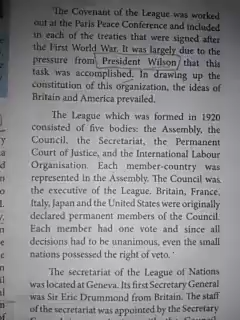 The Covenant of the League was worked
out at the Paris Peace Conference and included
in each of the treaties that were signed after
the First World War. It was largely due to the
pressure from President Wilson that this
task was accomplished. In drawing up the
constitution of this organization, the ideas of
Britain and America prevailed.
The League which was formed in 1920
consisted of five bodies: the Assembly, the
Council, the Secretariat, the Permanent
Court of Justice, and the International Labour
Organisation. Each member-country was
represented in the Assembly. The Council was
the executive of the League. Britain, France,
Italy, Japan and the United States were originally
declared permanent members of the Council.
Each member had one vote and since all
decisions had to be unanimous, even the small
nations possessed the right of veto.
The secretariat of the League of Nations
was located at Geneva. Its first Secretary General
was Sir Eric Drummond from Britain. The staff
of the secretariat was appointed by the Secretary